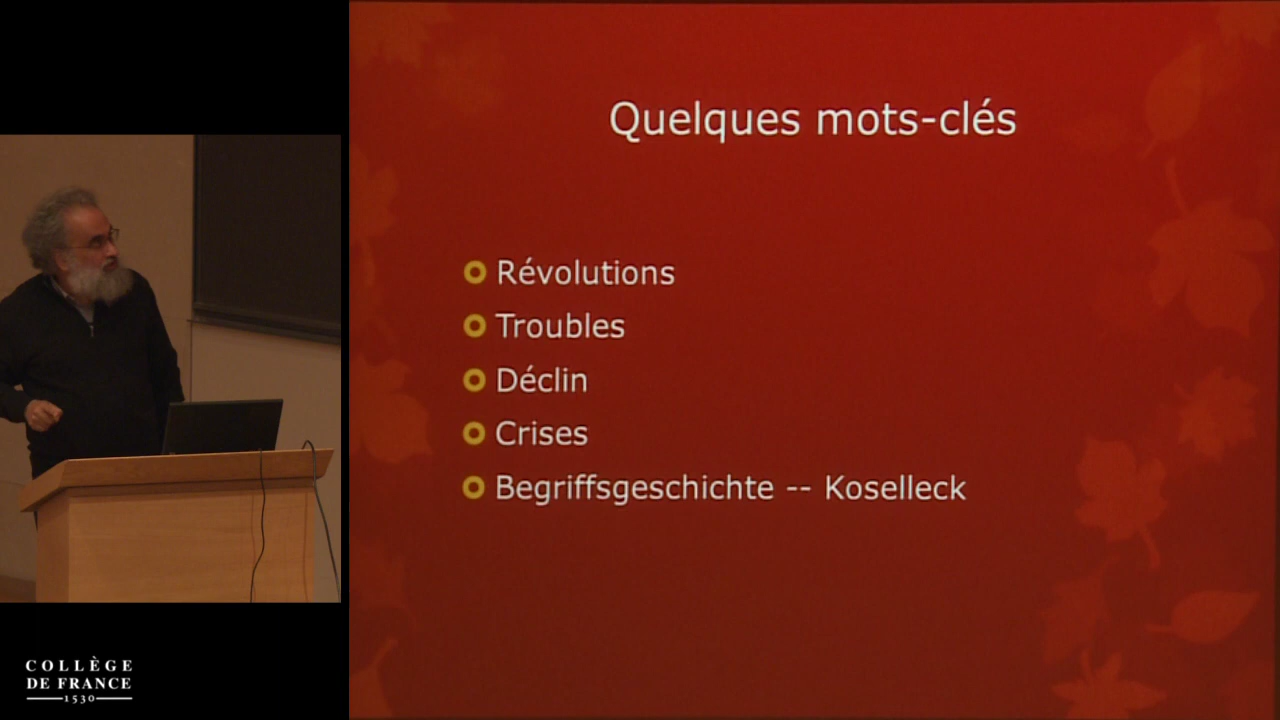 Quelques mots-clés
Révolutions
Troubles
Déclin
Crises
Begriffsgeschichte -- Koselleck
COLLÈGE
DE FRANCE
1530